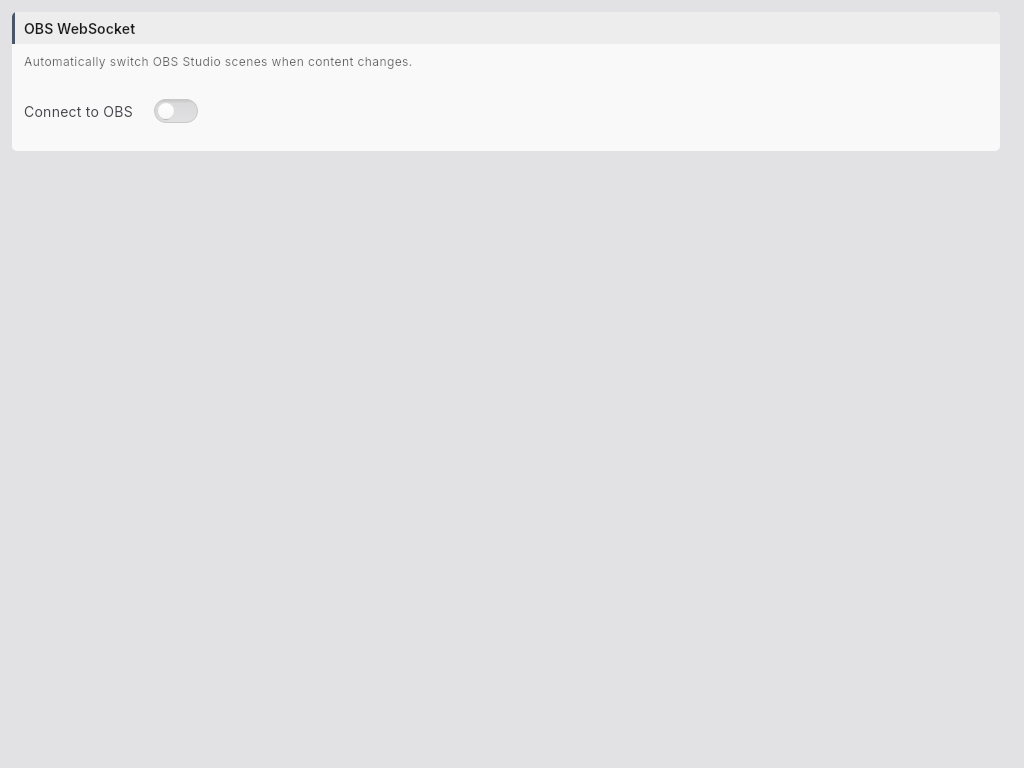 OBS WebSocket
Automatically switch OBS Studio scenes when content changes.
Connect to OBS